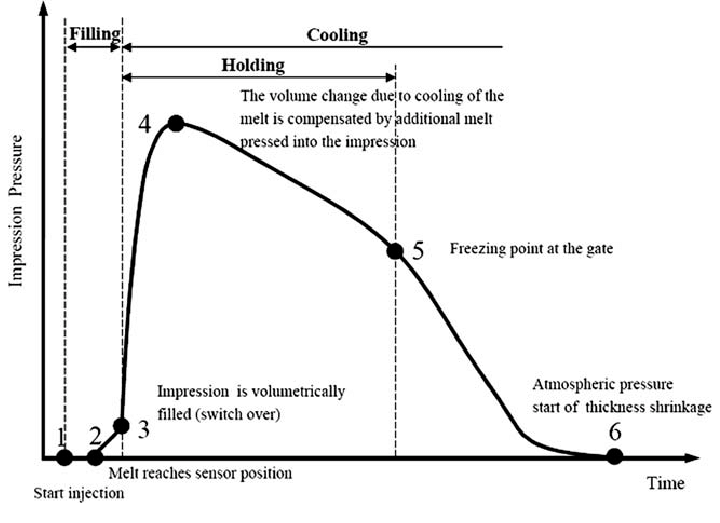 Filling
Cooling
Holding
The volume change due to cooling of the
melt is compensated by additional melt
pressed into the impression
4
Impression Pressure
5
Freezing point at the gate
Impression is volumetrically
filled (switch over)
Atmospheric pressure
start of thickness shrinkage
1
2
3
6
Melt reaches sensor position
Time
Start injection